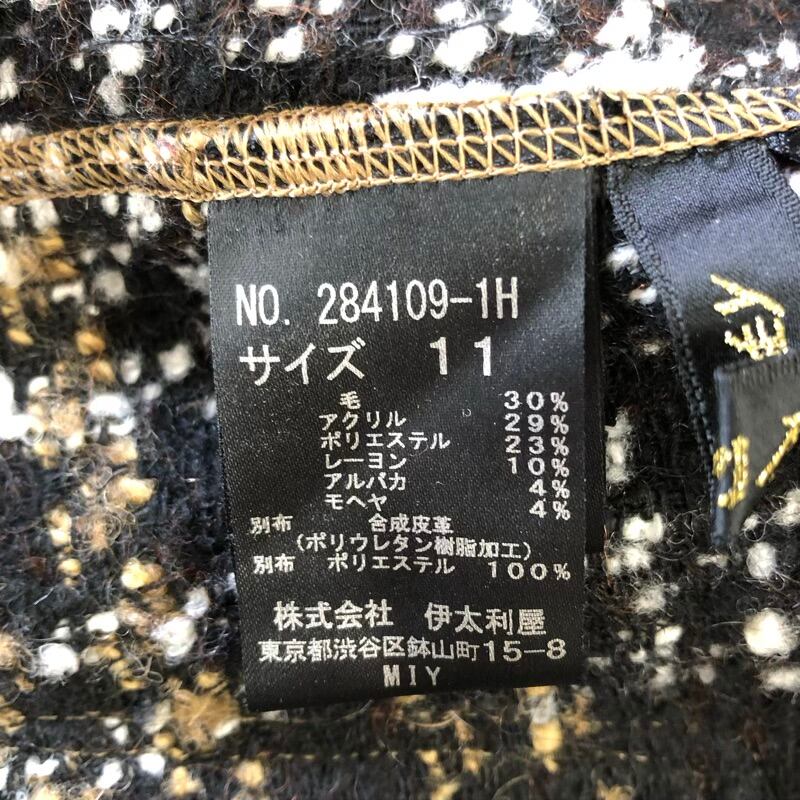 NO. 284109-1H
サイズ 11
毛 30%
アクリル 29%
ポリエステル 23%
レーヨン 10%
アルパカ 4%
モヘヤ 4%
別布 合成皮革
(ポリウレタン樹脂加工)
別布 ポリエステル 100%
株式会社 伊太利屋
東京都渋谷区鉢山町15-8
MIY